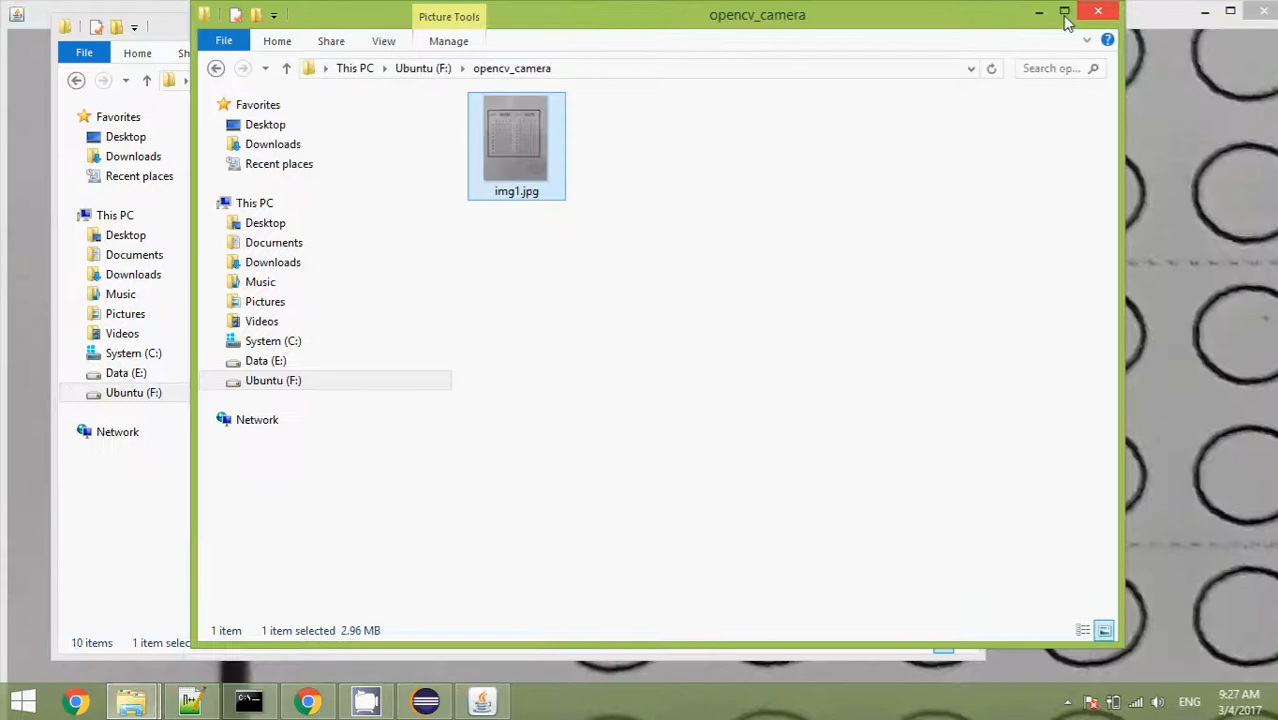 Picture Tools
opencv_camera
File
Home
Share
View
Manage
This PC
Ubuntu (F:)
opencv_camera
Search op...
Favorites
Desktop
Downloads
Recent places
This PC
Desktop
Documents
Downloads
Music
Pictures
Videos
System (C:)
Data (E:)
Ubuntu (F:)
Network
img1.jpg
1 item
1 item selected
2.96 MB
File
Home
Sh
Favorites
Desktop
Downloads
Recent places
This PC
Desktop
Documents
Downloads
Music
Pictures
Videos
System (C:)
Data (E:)
Ubuntu (F:)
Network
10 items
1 item selec
ENG
9:27 AM
3/4/2017